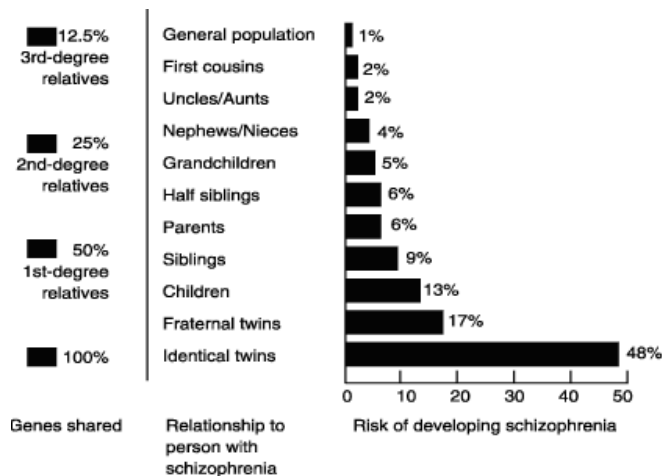 12.5%
3rd-degree
relatives
25%
2nd-degree
relatives
50%
1st-degree
relatives
100%
Genes shared
General population
First cousins
Uncles/Aunts
Nephews/Nieces
Grandchildren
Half siblings
Parents
Siblings
Children
Fraternal twins
Identical twins
Relationship to
person with
schizophrenia
1%
2%
2%
4%
5%
6%
6%
9%
13%
17%
48%
0 10 20 30 40 50
Risk of developing schizophrenia